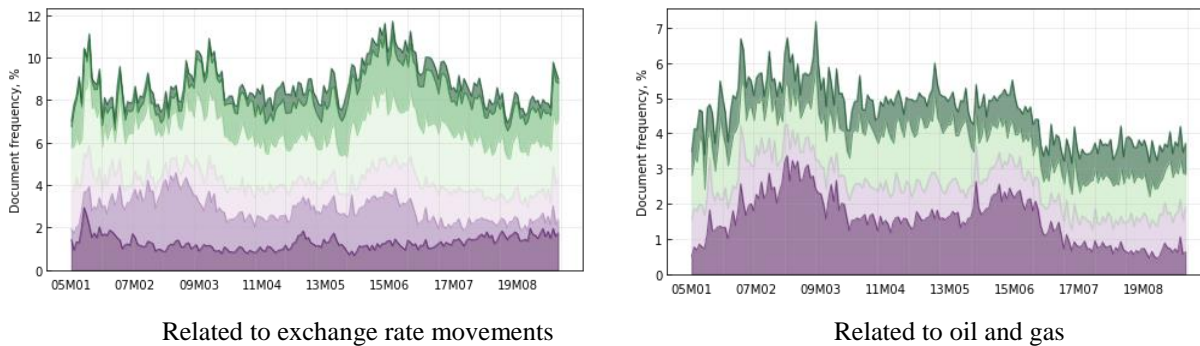 12
10
8
6
4
2
0
Document frequency, %
05M01 07M02 09M03 11M04 13M05 15M06 17M07 19M08
Related to exchange rate movements
7
6
5
4
3
2
1
0
Document frequency, %
05M01 07M02 09M03 11M04 13M05 15M06 17M07 19M08
Related to oil and gas